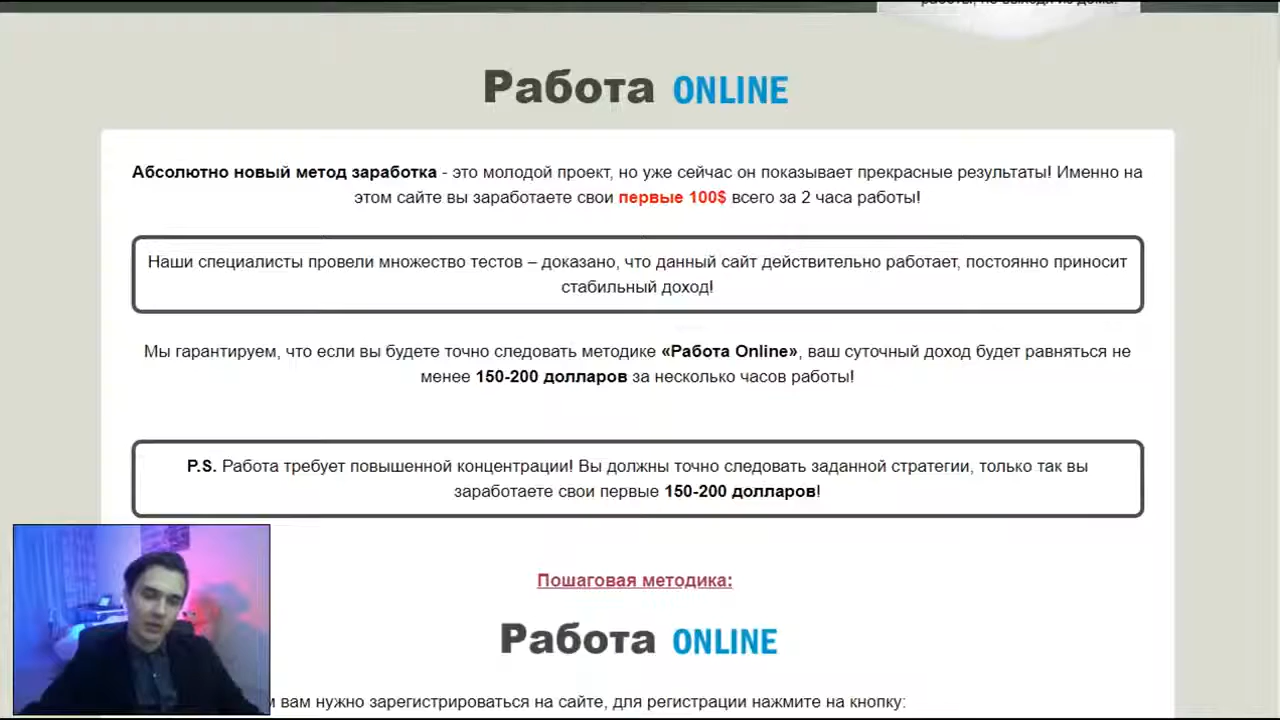 работы, не выходя из дома!
Работа ONLINE
Абсолютно новый метод заработка - это молодой проект, но уже сейчас он показывает прекрасные результаты! Именно на
этом сайте вы заработаете свои первые 100$ всего за 2 часа работы!
Наши специалисты провели множество тестов – доказано, что данный сайт действительно работает, постоянно приносит
стабильный доход!
Мы гарантируем, что если вы будете точно следовать методике «Работа Online», ваш суточный доход будет равняться не
менее 150-200 долларов за несколько часов работы!
P.S. Работа требует повышенной концентрации! Вы должны точно следовать заданной стратегии, только так вы
заработаете свои первые 150-200 долларов!
Пошаговая методика:
Работа ONLINE
вам нужно зарегистрироваться на сайте, для регистрации нажмите на кнопку: